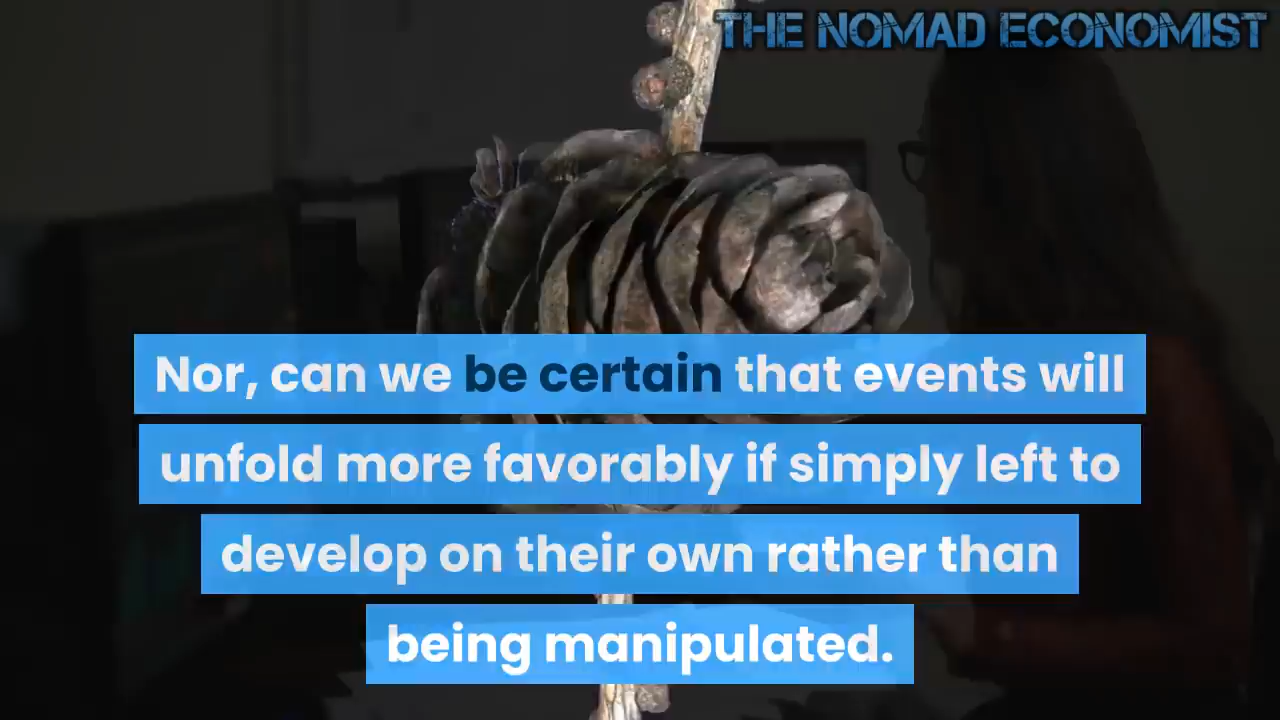 THE NOMAD ECONOMIST
Nor, can we be certain that events will
unfold more favorably if simply left to
develop on their own rather than
being manipulated.